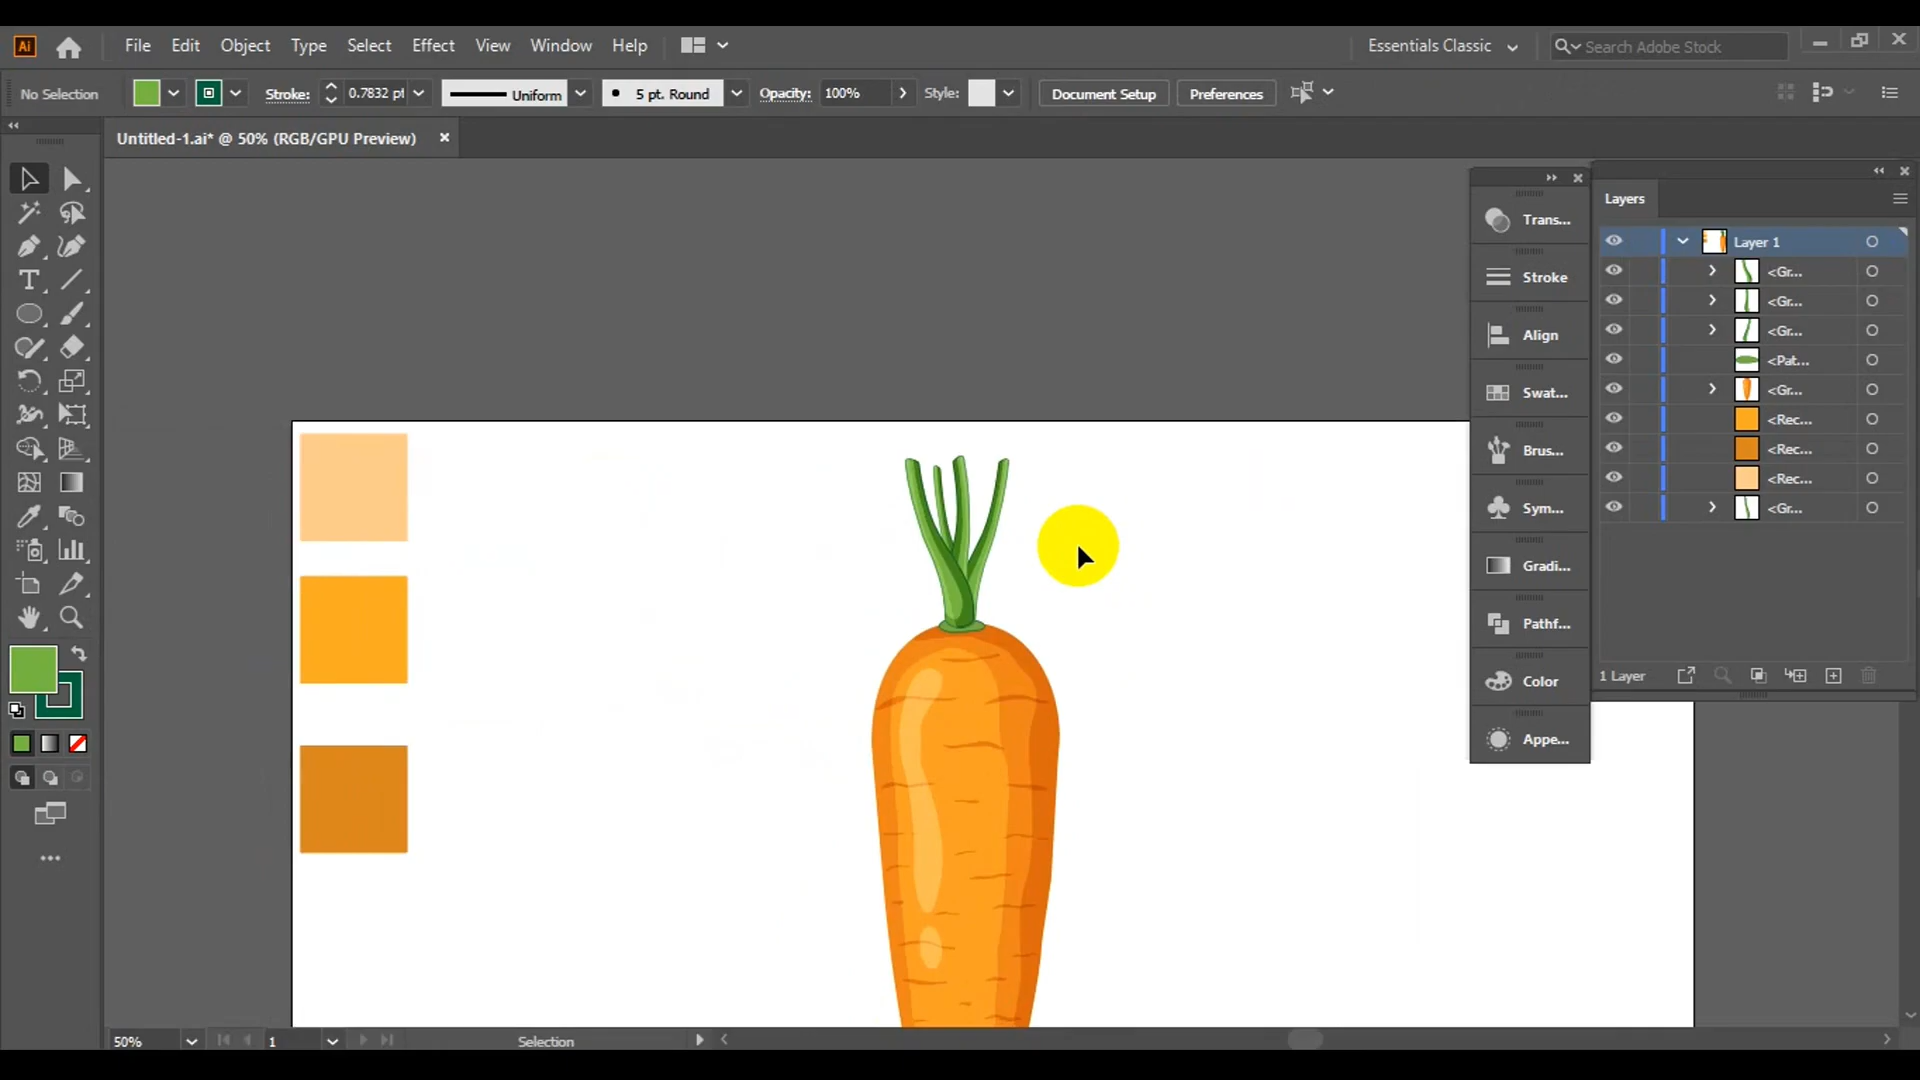 Ai File Edit Object Type Select Effect View Window Help Essentials Classic Search Adobe Stock
No Selection Stroke: 0.7832 pt Uniform 5 pt. Round Opacity: 100% Style: Document Setup Preferences
Untitled-1.ai* @ 50% (RGB/GPU Preview)
Trans...
Stroke
Align
Swat...
Brus...
Sym...
Gradi...
Pathf...
Color
Appe...
Layers
Layer 1
<Gr...
<Gr...
<Gr...
<Pat...
<Gr...
<Rec...
<Rec...
<Rec...
<Gr...
1 Layer
50% 1 Selection